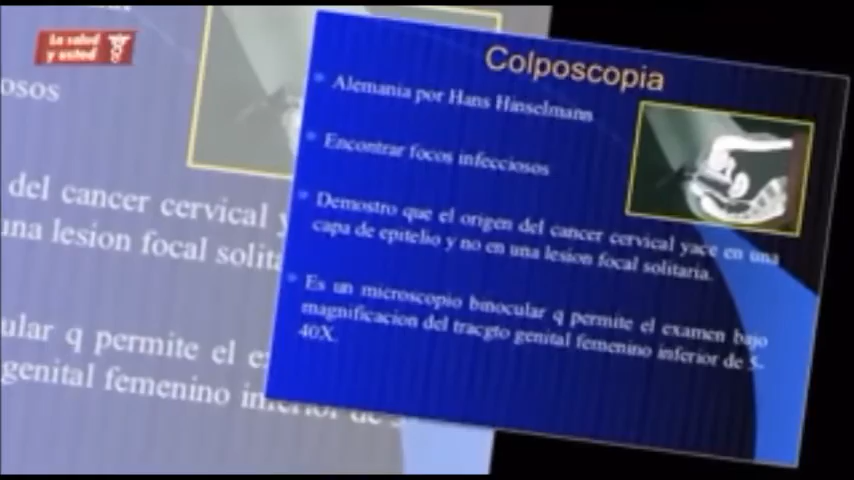 La salud
y usted
osos
del cancer cervical y
una lesion focal solita
ular q permite el e
genital femenino inferior de 5
Colposcopia
Alemania por Hans Hinselmann
Encontrar focos infecciosos
Demostro que el origen del cancer cervical yace en una
capa de epitelio y no en una lesion focal solitaria.
Es un microscopio binocular q permite el examen bajo
magnificacion del tracgto genital femenino inferior de 5-
40X.